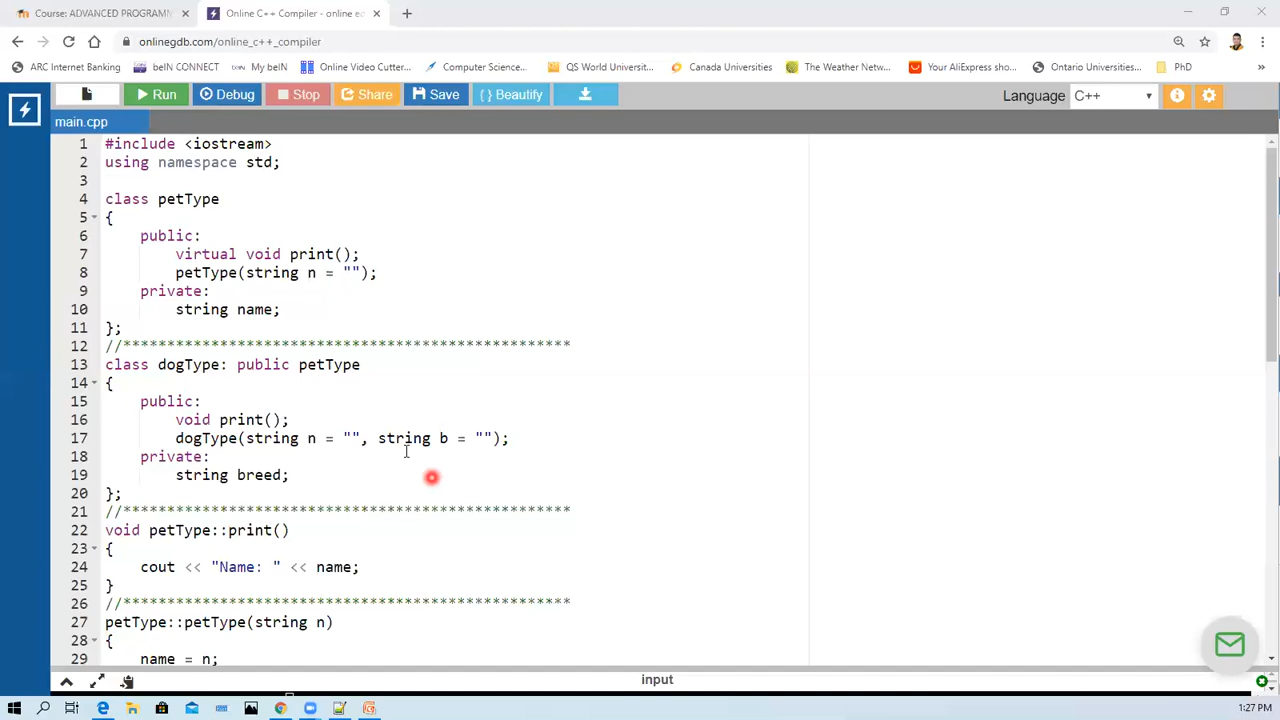 Course: ADVANCED PROGRAMM
Online C++ Compiler - online e
onlinegdb.com/online_c++_compiler
ARC Internet Banking
beIN CONNECT
My beIN
Online Video Cutter...
Computer Science...
QS World Universit...
Canada Universities
The Weather Netw...
Your AliExpress sho...
Ontario Universities...
PhD
»
Run
Debug
Stop
Share
Save
{ } Beautify
Language C++
main.cpp
1 #include <iostream>
2 using namespace std;
3
4 class petType
5 {
6 public:
7 virtual void print();
8 petType(string n = "");
9 private:
10 string name;
11 };
12 //***************************************************
13 class dogType: public petType
14 {
15 public:
16 void print();
17 dogType(string n = "", string b = "");
18 private:
19 string breed;
20 };
21 //***************************************************
22 void petType::print()
23 {
24 cout << "Name: " << name;
25 }
26 //***************************************************
27 petType::petType(string n)
28 {
29 name = n;
input
1:27 PM